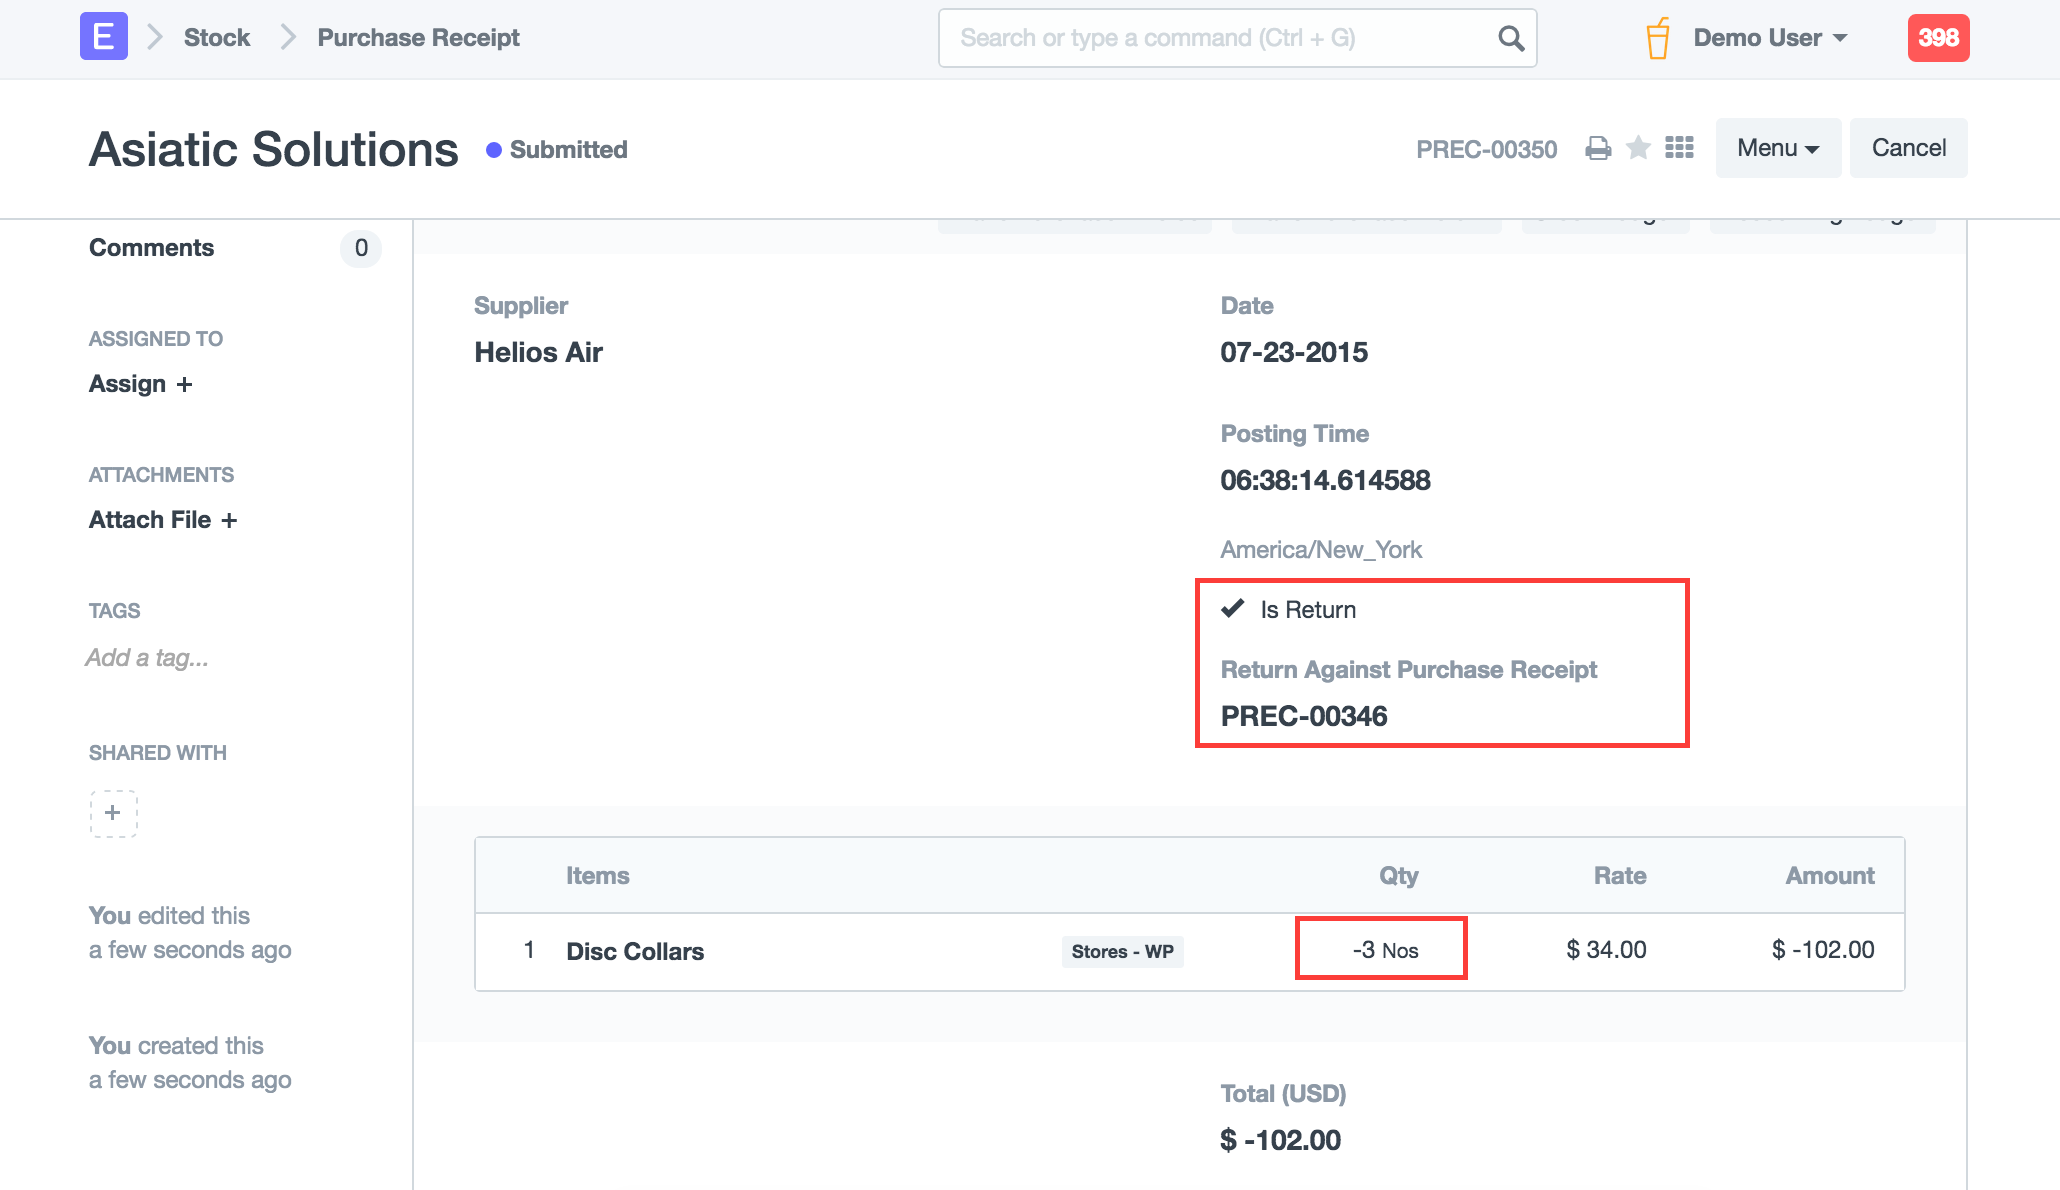 E Stock Purchase Receipt Search or type a command (Ctrl + G) Demo User 398
Asiatic Solutions Submitted PREC-00350 Menu Cancel
Comments 0
ASSIGNED TO
Assign +
ATTACHMENTS
Attach File +
TAGS
Add a tag...
SHARED WITH
+
You edited this
a few seconds ago
You created this
a few seconds ago
Supplier
Helios Air
Date
07-23-2015
Posting Time
06:38:14.614588
America/New_York
Is Return
Return Against Purchase Receipt
PREC-00346
Items Qty Rate Amount
1 Disc Collars Stores - WP -3 Nos $ 34.00 $ -102.00
Total (USD)
$ -102.00